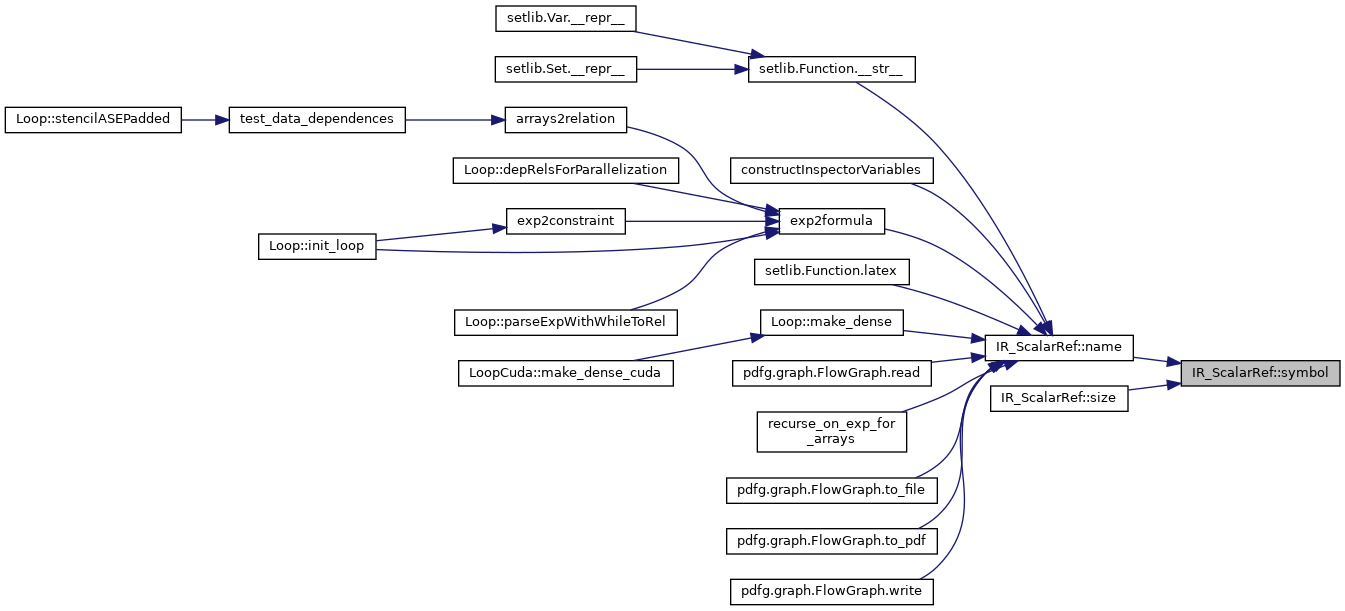 setlib.Var.__repr__
setlib.Set.__repr__
setlib.Function.__str__
Loop::stencilASEPadded
test_data_dependences
arrays2relation
Loop::depRelsForParallelization
constructInspectorVariables
exp2constraint
exp2formula
Loop::init_loop
setlib.Function.latex
Loop::parseExpWithWhileToRel
Loop::make_dense
IR_ScalarRef::name
LoopCuda::make_dense_cuda
pdfg.graph.FlowGraph.read
IR_ScalarRef::symbol
IR_ScalarRef::size
recurse_on_exp_for
_arrays
pdfg.graph.FlowGraph.to_file
pdfg.graph.FlowGraph.to_pdf
pdfg.graph.FlowGraph.write